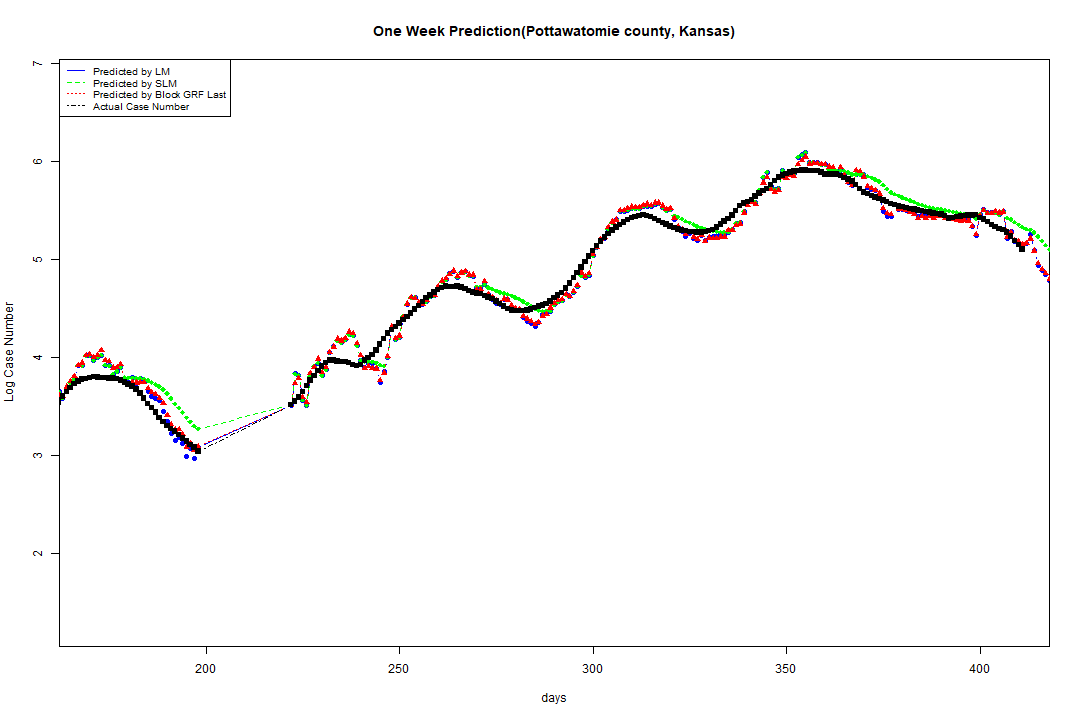 One Week Prediction(Pottawatomie county, Kansas)
Predicted by LM
Predicted by SLM
Predicted by Block GRF Last
Actual Case Number
7
6
5
4
3
2
Log Case Number
200 250 300 350 400
days